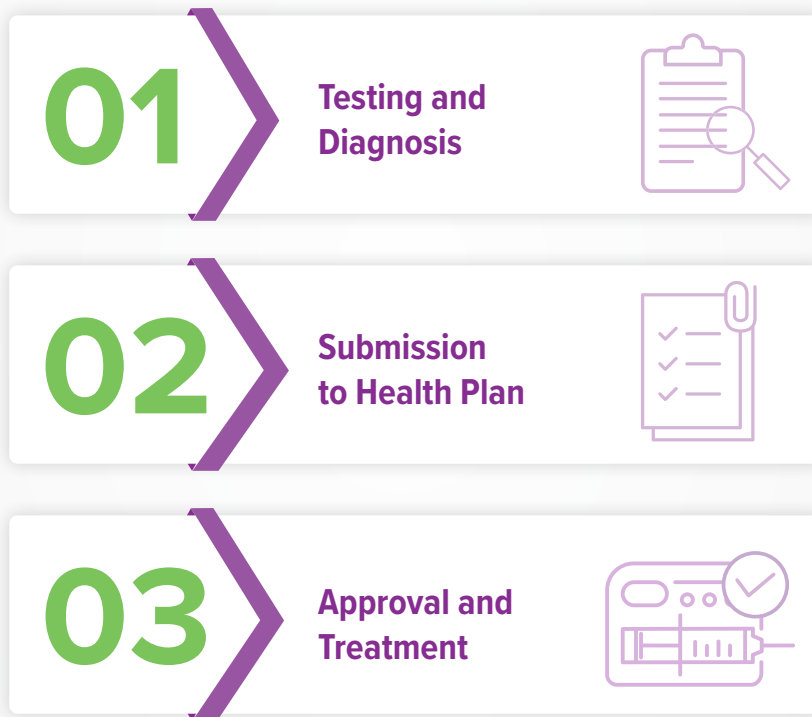 01
Testing and
Diagnosis
02
Submission
to Health Plan
03
Approval and
Treatment